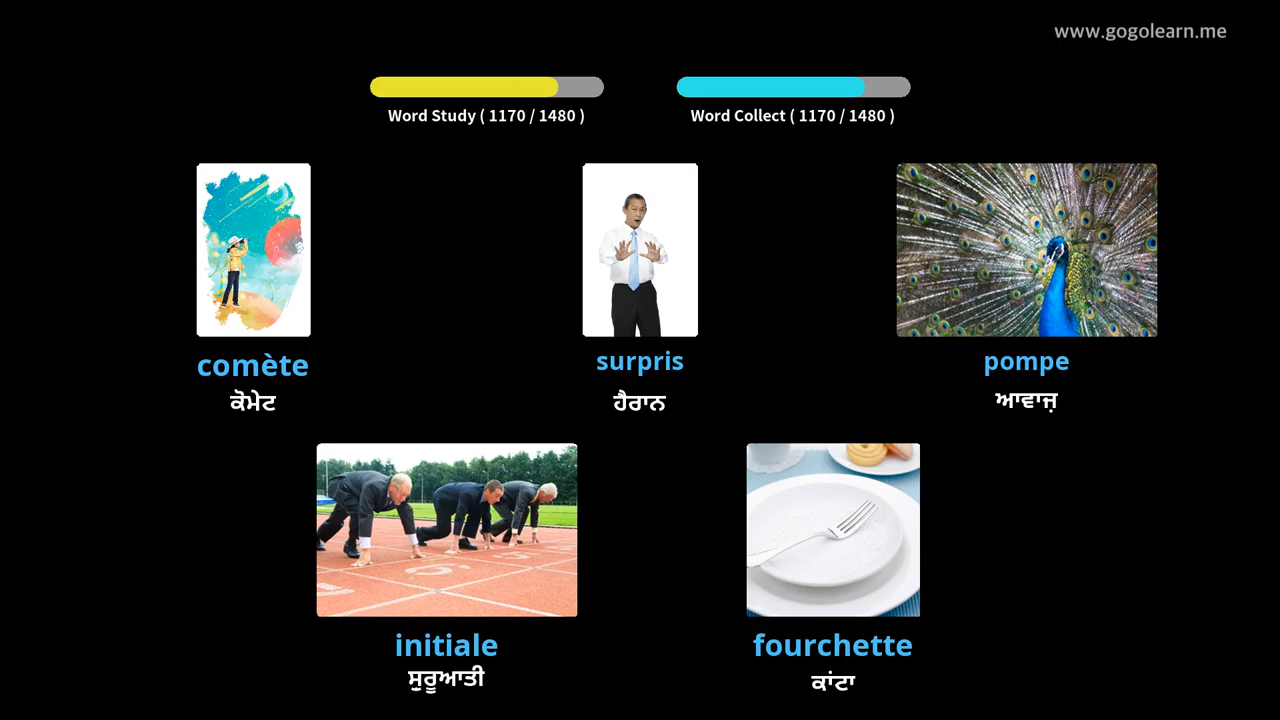 www.gogolearn.me
Word Study ( 1170 / 1480 )
Word Collect ( 1170 / 1480 )
comète
ਕੋਮੇਟ
surpris
ਹੈਰਾਨ
pompe
ਆਵਾਜ਼
initiale
ਸ਼ੁਰੂਆਤੀ
fourchette
ਕਾਂਟਾ